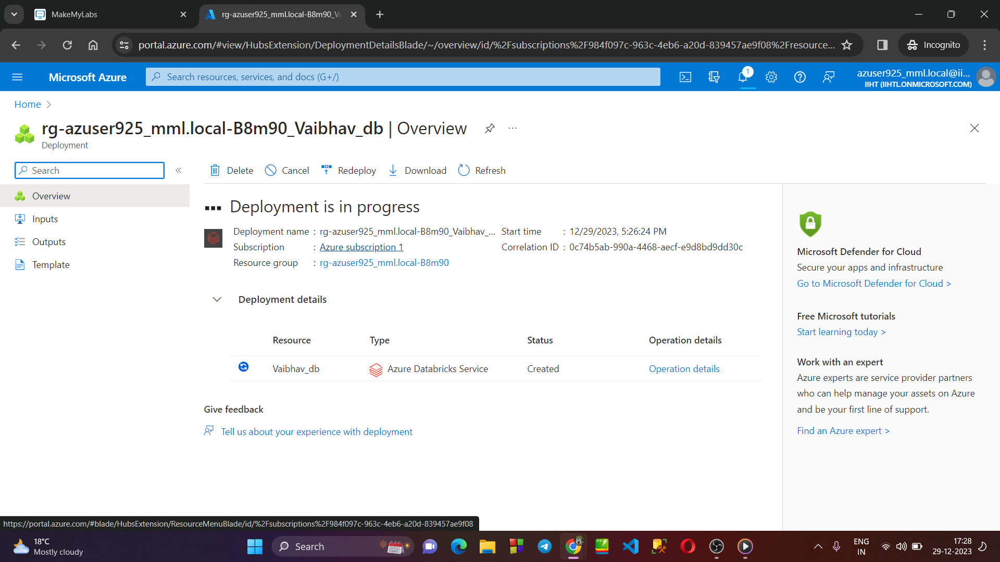 MakeMyLabs
rg-azuser925_mml.local-B8m90_Va
portal.azure.com/#view/HubsExtension/DeploymentDetailsBlade/~/overview/id/%2Fsubscriptions%2F984f097c-963c-4eb6-a20d-839457ae9f08%2Fresource...
Incognito
Microsoft Azure
Search resources, services, and docs (G+/)
1
azuser925_mml.local@ii...
IIHT (IIHTL.ONMICROSOFT.COM)
Home
rg-azuser925_mml.local-B8m90_Vaibhav_db | Overview
Deployment
Search
Delete
Cancel
Redeploy
Download
Refresh
Overview
Inputs
Outputs
Template
Deployment is in progress
Deployment name : rg-azuser925_mml.local-B8m90_Vaibhav_...
Start time : 12/29/2023, 5:26:24 PM
Subscription : Azure subscription 1
Correlation ID : 0c74b5ab-990a-4468-aecf-e9d8bd9dd30c
Resource group : rg-azuser925_mml.local-B8m90
Deployment details
Resource Type Status Operation details
Vaibhav_db Azure Databricks Service Created Operation details
Give feedback
Tell us about your experience with deployment
Microsoft Defender for Cloud
Secure your apps and infrastructure
Go to Microsoft Defender for Cloud >
Free Microsoft tutorials
Start learning today >
Work with an expert
Azure experts are service provider partners
who can help manage your assets on Azure
and be your first line of support.
Find an Azure expert >
https://portal.azure.com/#blade/HubsExtension/ResourceMenuBlade/id/%2Fsubscriptions%2F984f097c-963c-4eb6-a20d-839457ae9f08
18°C
Mostly cloudy
Search
ENG
IN
17:28
29-12-2023